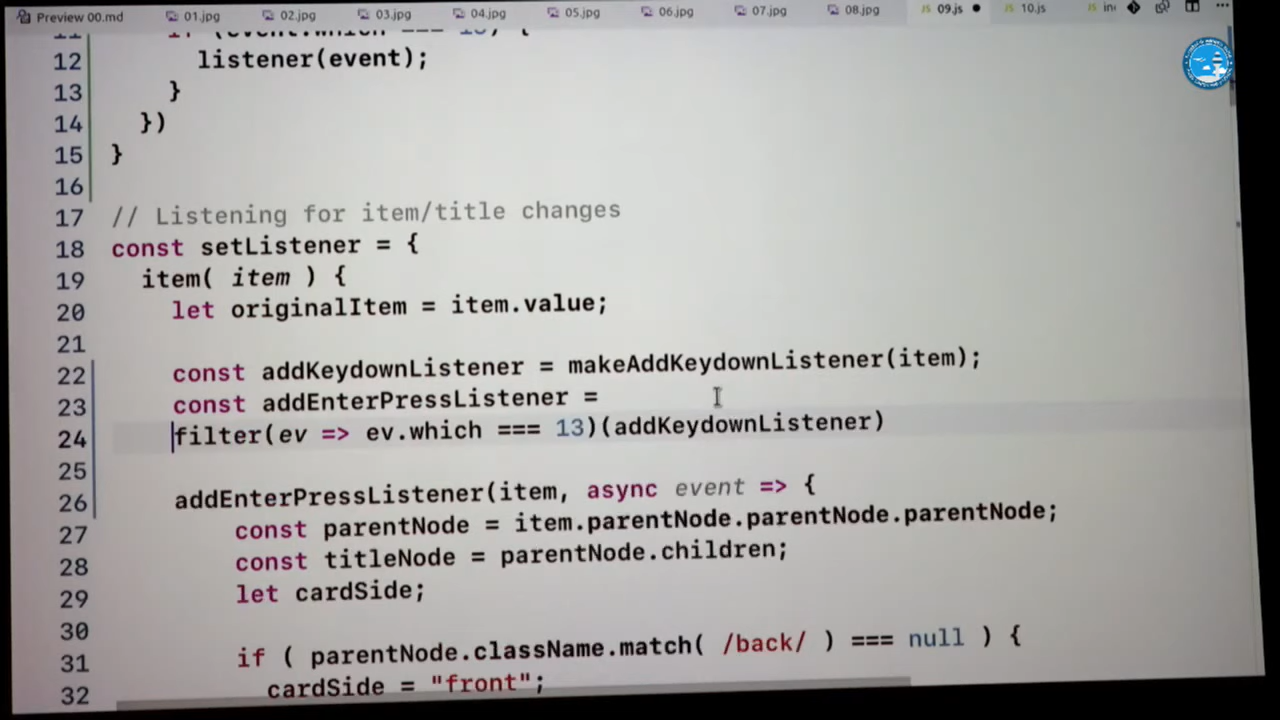 Preview 00.md 01.jpg 02.jpg 03.jpg 04.jpg 05.jpg 06.jpg 07.jpg 08.jpg JS 09.js JS 10.js JS
12 listener(event);
13 }
14 })
15 }
16
17 // Listening for item/title changes
18 const setListener = {
19 item( item ) {
20 let originalItem = item.value;
21
22 const addKeydownListener = makeAddKeydownListener(item);
23 const addEnterPressListener =
24 filter(ev => ev.which === 13)(addKeydownListener)
25
26 addEnterPressListener(item, async event => {
27 const parentNode = item.parentNode.parentNode.parentNode;
28 const titleNode = parentNode.children;
29 let cardSide;
30
31 if ( parentNode.className.match( /back/ ) === null ) {
32 cardSide = "front";